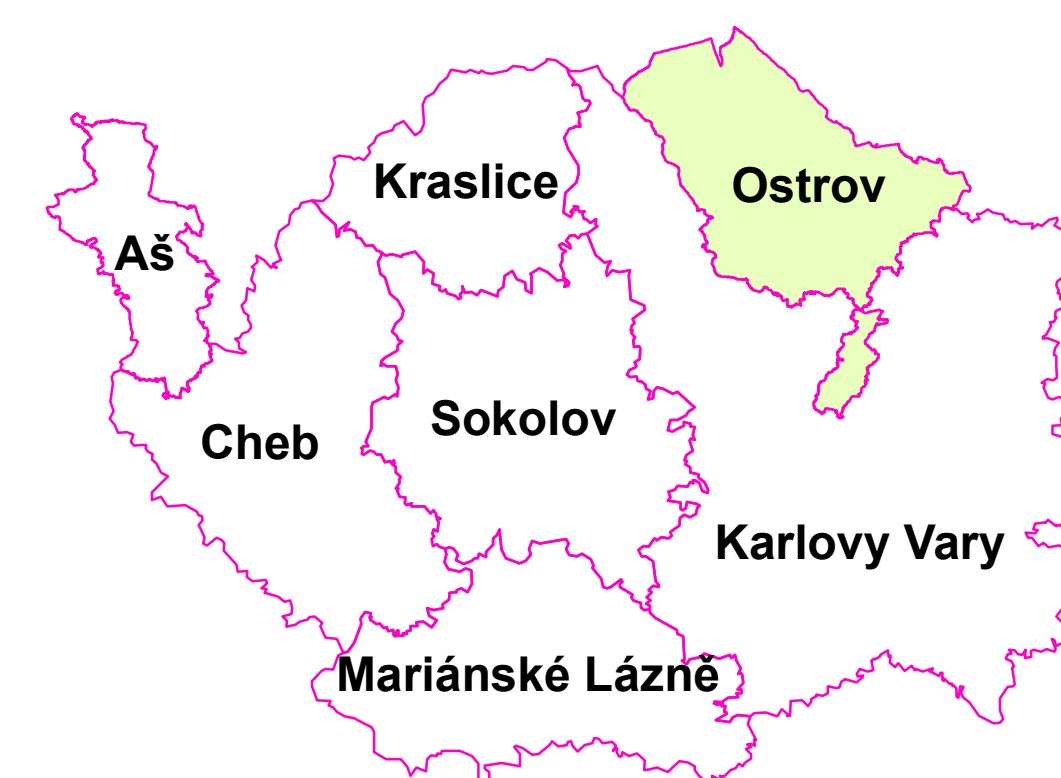 Kraslice
Ostrov
Aš
Sokolov
Cheb
Karlovy Vary
Mariánské Lázně